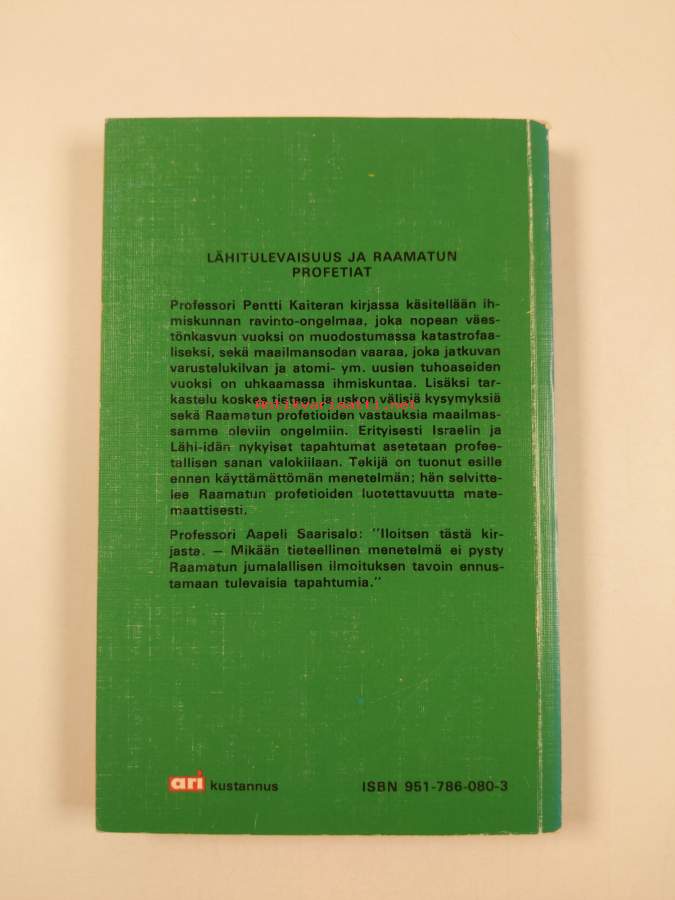 LÄHITULEVAISUUS JA RAAMATUN
PROFETIAT
Professori Pentti Kaiteran kirjassa käsitellään ih-
miskunnan ravinto-ongelmaa, joka nopean väes-
tönkasvun vuoksi on muodostumassa katastrofaa-
liseksi, sekä maailmansodan vaaraa, joka jatkuvan
varustelukilvan ja atomi- ym. uusien tuhoaseiden
vuoksi on uhkaamassa ihmiskuntaa. Lisäksi tar-
kastelu koskee tieteen ja uskon välisiä kysymyksiä
sekä Raamatun profetioiden vastauksia maailmas-
samme oleviin ongelmiin. Erityisesti Israelin ja
Lähi-idän nykyiset tapahtumat asetetaan profee-
tallisen sanan valokiilaan. Tekijä on tuonut esille
ennen käyttämättömän menetelmän; hän selvitte-
lee Raamatun profetioiden luotettavuutta mate-
maattisesti.
Professori Aapeli Saarisalo: "Iloitsen tästä kir-
jasta. — Mikään tieteellinen menetelmä ei pysty
Raamatun jumalallisen ilmoituksen tavoin ennus-
tamaan tulevaisia tapahtumia."
ari kustannus
ISBN 951-786-080-3